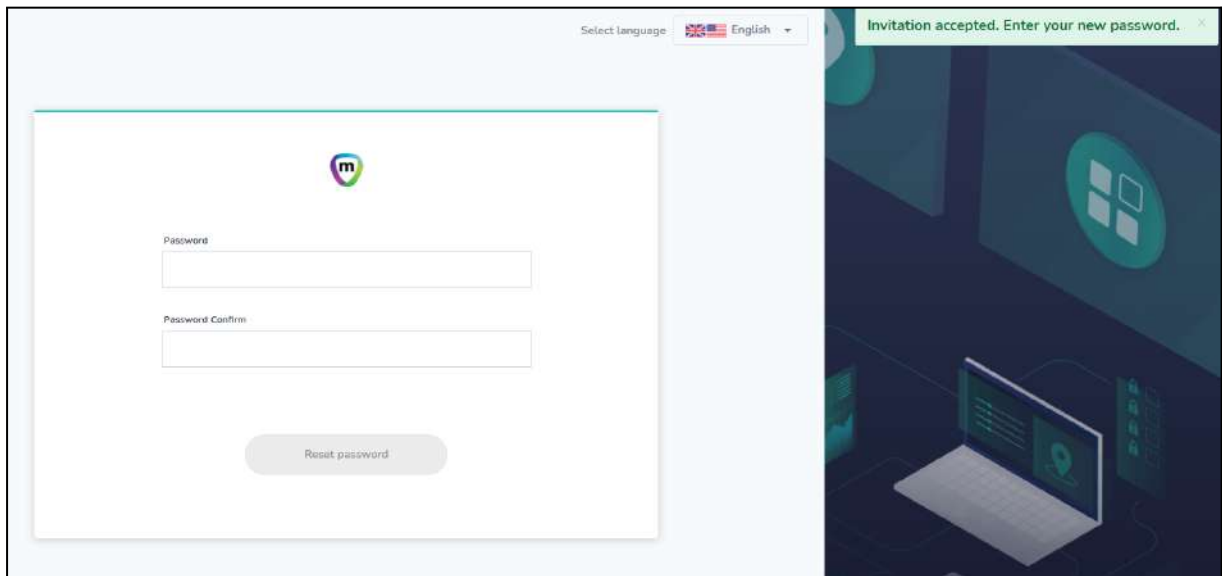 Select language English
Invitation accepted. Enter your new password. ×
m
Password
Password Confirm
Reset password